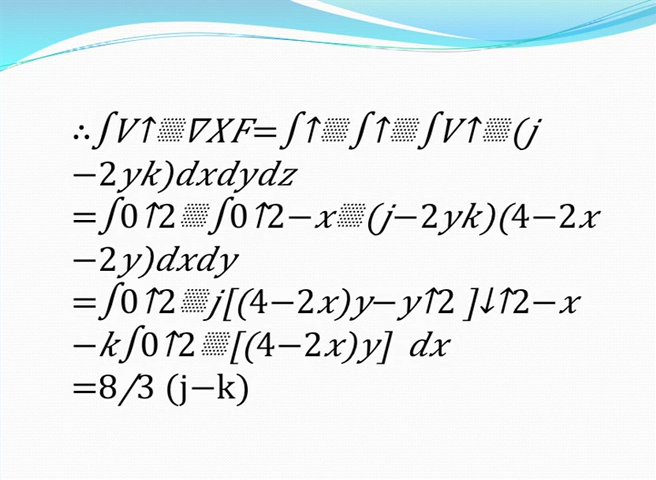 ∴∫V↑▒∇XF=∫↑▒∫↑▒∫V↑▒(j
−2yk)dxdydz
=∫0↑2▒∫0↑2−x▒(j−2yk)(4−2x
−2y)dxdy
=∫0↑2▒j[(4−2x)y−y↑2 ]↓↑2−x
−k∫0↑2▒[(4−2x)y] dx
=8/3 (j−k)